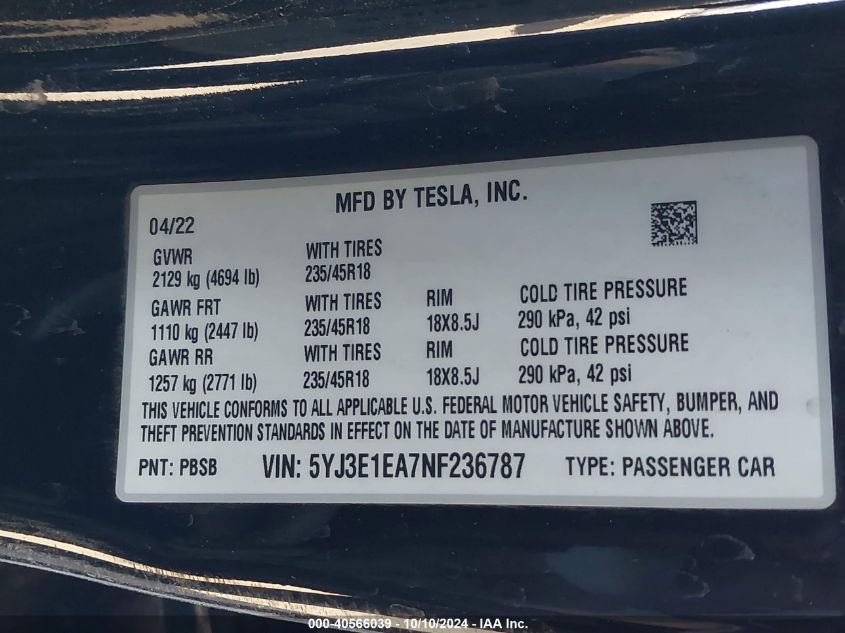 MFD BY TESLA, INC.
04/22
GVWR WITH TIRES
2129 kg (4694 lb) 235/45R18
GAWR FRT WITH TIRES RIM COLD TIRE PRESSURE
1110 kg (2447 lb) 235/45R18 18X8.5J 290 kPa, 42 psi
GAWR RR WITH TIRES RIM COLD TIRE PRESSURE
1257 kg (2771 lb) 235/45R18 18X8.5J 290 kPa, 42 psi
THIS VEHICLE CONFORMS TO ALL APPLICABLE U.S. FEDERAL MOTOR VEHICLE SAFETY, BUMPER, AND
THEFT PREVENTION STANDARDS IN EFFECT ON THE DATE OF MANUFACTURE SHOWN ABOVE.
PNT: PBSB VIN: 5YJ3E1EA7NF236787 TYPE: PASSENGER CAR
000-40566039 - 10/10/2024 - IAA Inc.